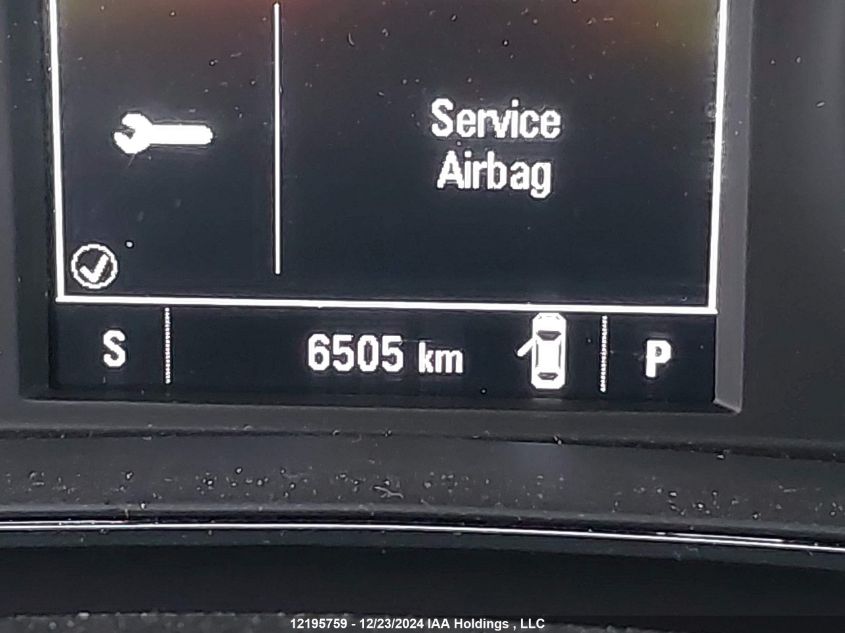 Service
Airbag
S 6505 km P
12195759 - 12/23/2024 IAA Holdings , LLC